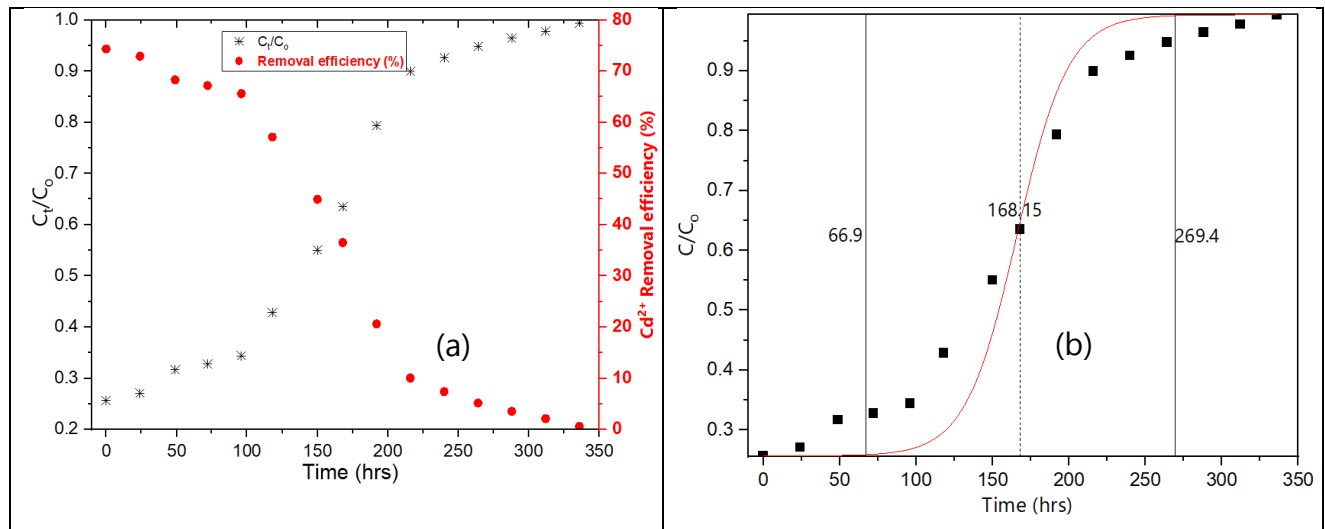 1.0
0.9
0.8
0.7
0.6
0.5
0.4
0.3
0.2
Cₜ/Cₒ
Cₜ/Cₒ
Removal efficiency (%)
80
70
60
50
40
30
20
10
0
Cd²⁺ Removal efficiency (%)
(a)
0 50 100 150 200 250 300 350
Time (hrs)
0.9
0.8
0.7
0.6
0.5
0.4
0.3
C/Cₒ
66.9
168.15
269.4
(b)
0 50 100 150 200 250 300 350
Time (hrs)